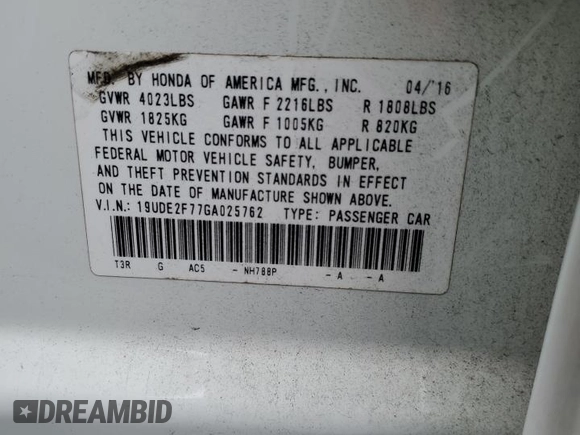 MFD. BY HONDA OF AMERICA MFG., INC. 04/'16
GVWR 4023LBS GAWR F 2216LBS R 1808LBS
GVWR 1825KG GAWR F 1005KG R 820KG
THIS VEHICLE CONFORMS TO ALL APPLICABLE
FEDERAL MOTOR VEHICLE SAFETY, BUMPER,
AND THEFT PREVENTION STANDARDS IN EFFECT
ON THE DATE OF MANUFACTURE SHOWN ABOVE.
V.I.N.: 19UDE2F77GA025762 TYPE: PASSENGER CAR
T3R G AC5 - NH788P - A - A
DREAMBID